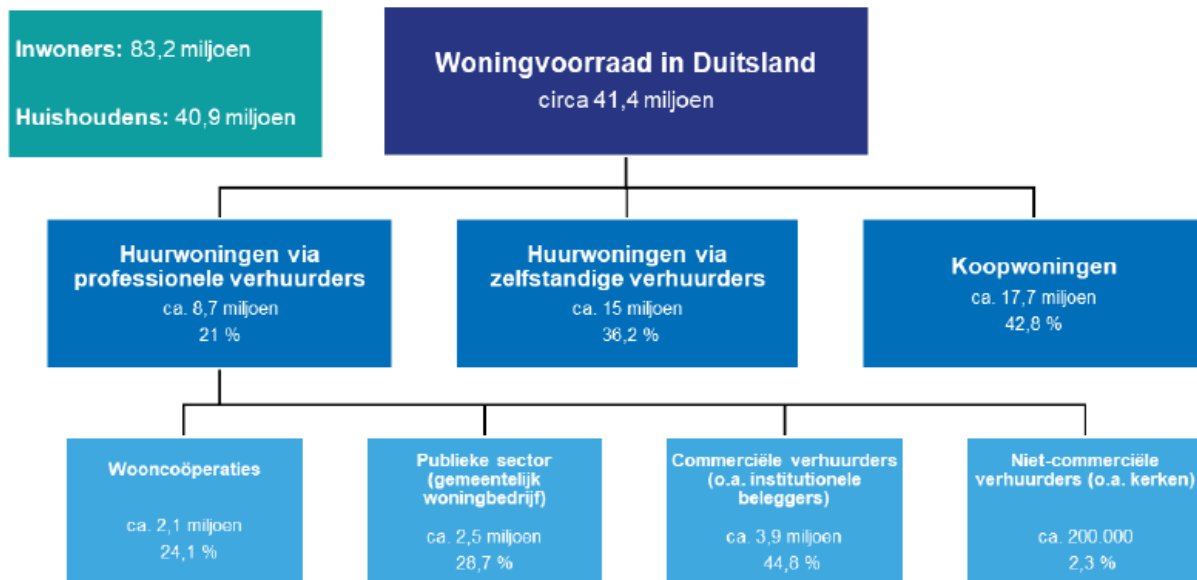 Inwoners: 83,2 miljoen
Huishoudens: 40,9 miljoen
Woningvoorraad in Duitsland
circa 41,4 miljoen
Huurwoningen via
professionele verhuurders
ca. 8,7 miljoen
21 %
Huurwoningen via
zelfstandige verhuurders
ca. 15 miljoen
36,2 %
Koopwoningen
ca. 17,7 miljoen
42,8 %
Wooncoöperaties
ca. 2,1 miljoen
24,1 %
Publieke sector
(gemeentelijk
woningbedrijf)
ca. 2,5 miljoen
28,7 %
Commerciële verhuurders
(o.a. institutionele
beleggers)
ca. 3,9 miljoen
44,8 %
Niet-commerciële
verhuurders (o.a. kerken)
ca. 200.000
2,3 %